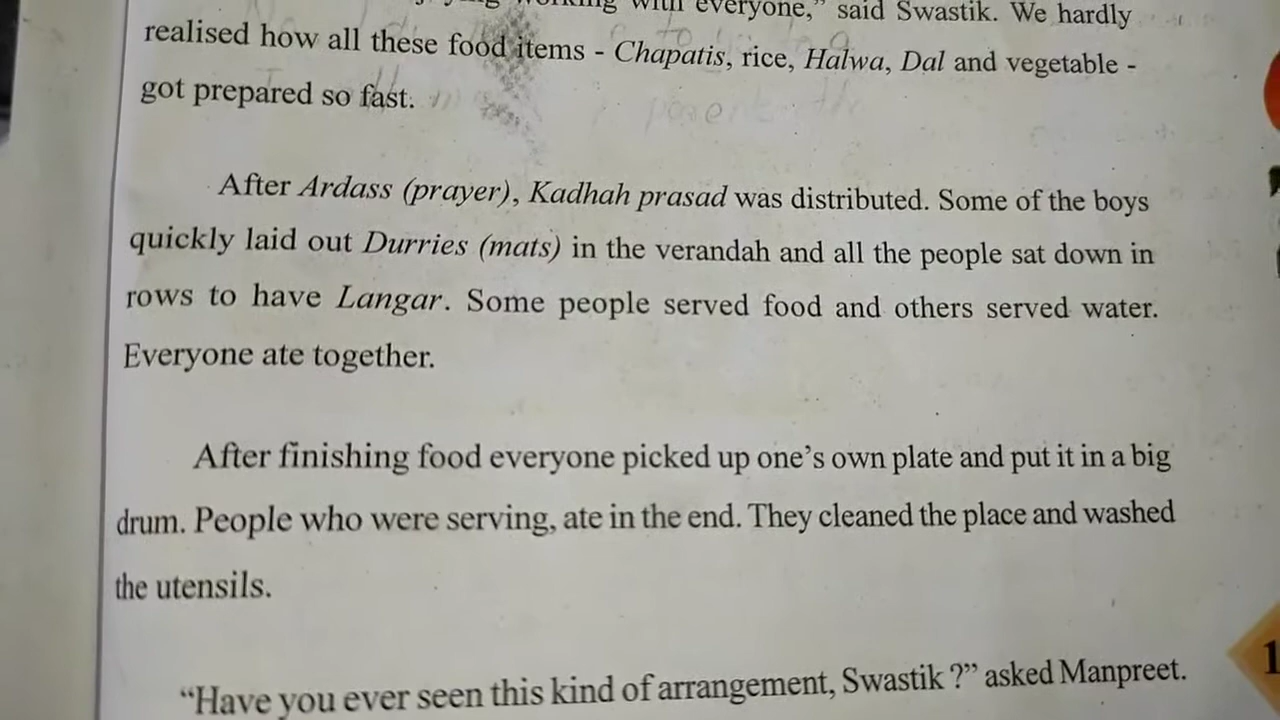 working with everyone,” said Swastik. We hardly
realised how all these food items - Chapatis, rice, Halwa, Dal and vegetable -
got prepared so fast.
After Ardass (prayer), Kadhah prasad was distributed. Some of the boys
quickly laid out Durries (mats) in the verandah and all the people sat down in
rows to have Langar. Some people served food and others served water.
Everyone ate together.
After finishing food everyone picked up one’s own plate and put it in a big
drum. People who were serving, ate in the end. They cleaned the place and washed
the utensils.
“Have you ever seen this kind of arrangement, Swastik ?” asked Manpreet.
1